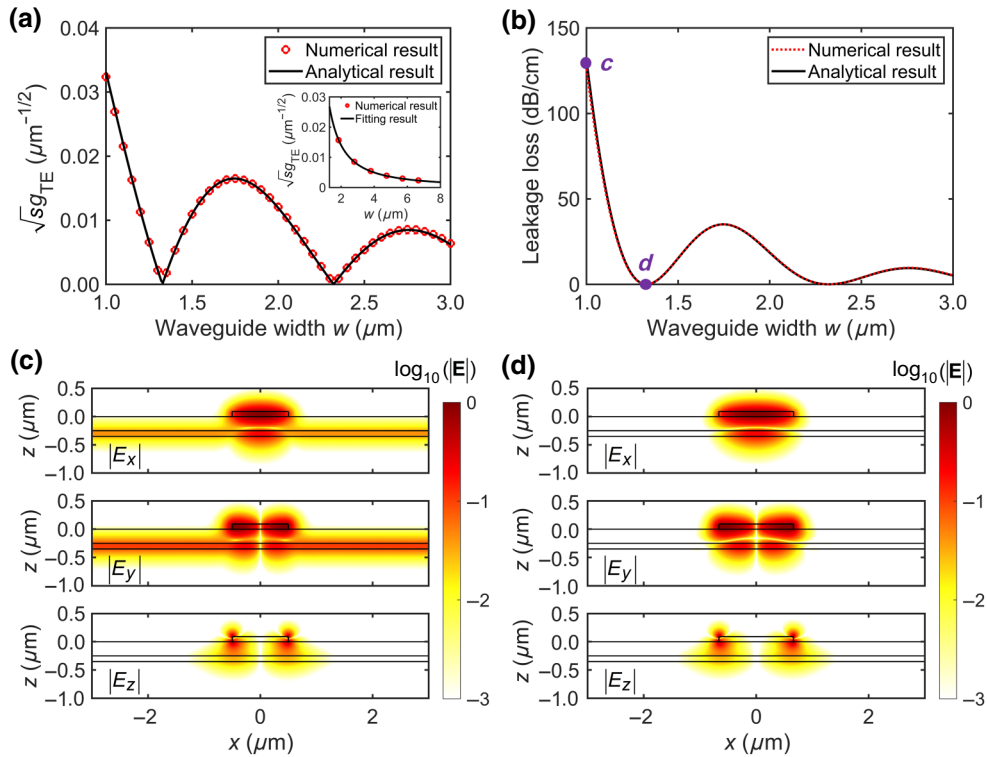 (a)
0.04
0.03
0.02
0.01
0
√sg_TE (μm⁻¹/²)
Numerical result
Analytical result
0.03
0.02
0.01
0
√sg_TE (μm⁻¹/²)
Numerical result
Fitting result
2 4 6 8
w (μm)
1.0 1.5 2.0 2.5 3.0
Waveguide width w (μm)
(b)
150
100
50
0
Leakage loss (dB/cm)
Numerical result
Analytical result
c
d
1.0 1.5 2.0 2.5 3.0
Waveguide width w (μm)
(c)
log₁₀(|E|)
0.5
0.0
−0.5
−1.0
z (μm)
|Eₓ|
0.5
0.0
−0.5
−1.0
z (μm)
|E_y|
0.5
0.0
−0.5
−1.0
z (μm)
|E_z|
−2 0 2
x (μm)
0
−1
−2
−3
(d)
log₁₀(|E|)
0.5
0.0
−0.5
−1.0
z (μm)
|Eₓ|
0.5
0.0
−0.5
−1.0
z (μm)
|E_y|
0.5
0.0
−0.5
−1.0
z (μm)
|E_z|
−2 0 2
x (μm)
0
−1
−2
−3